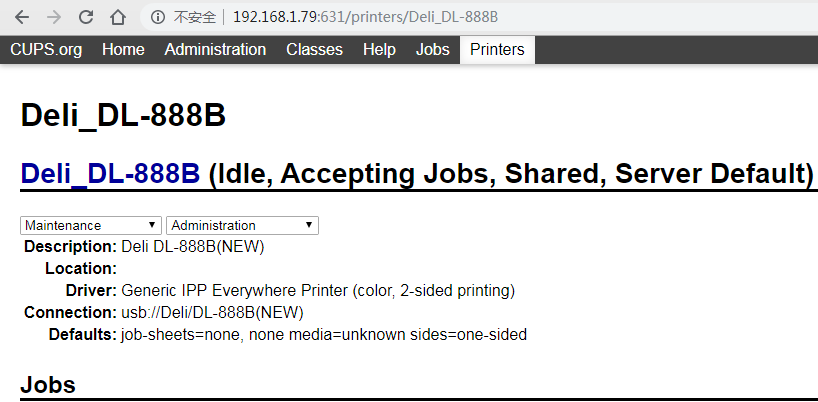 不安全 192.168.1.79:631/printers/Deli_DL-888B
CUPS.org Home Administration Classes Help Jobs Printers
Deli_DL-888B
Deli_DL-888B (Idle, Accepting Jobs, Shared, Server Default)
Maintenance Administration
Description: Deli DL-888B(NEW)
Location:
Driver: Generic IPP Everywhere Printer (color, 2-sided printing)
Connection: usb://Deli/DL-888B(NEW)
Defaults: job-sheets=none, none media=unknown sides=one-sided
Jobs